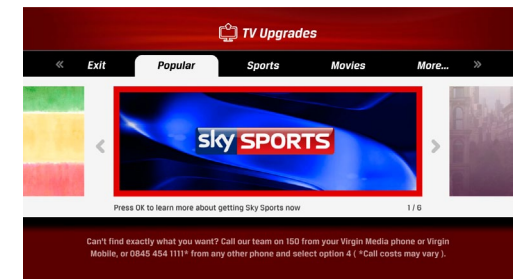 TV Upgrades
« Exit Popular Sports Movies More... »
sky SPORTS
Press OK to learn more about getting Sky Sports now 1 / 6
Can't find exactly what you want? Call our team on 150 from your Virgin Media phone or Virgin
Mobile, or 0845 454 1111* from any other phone and select option 4 ( *Call costs may vary ).